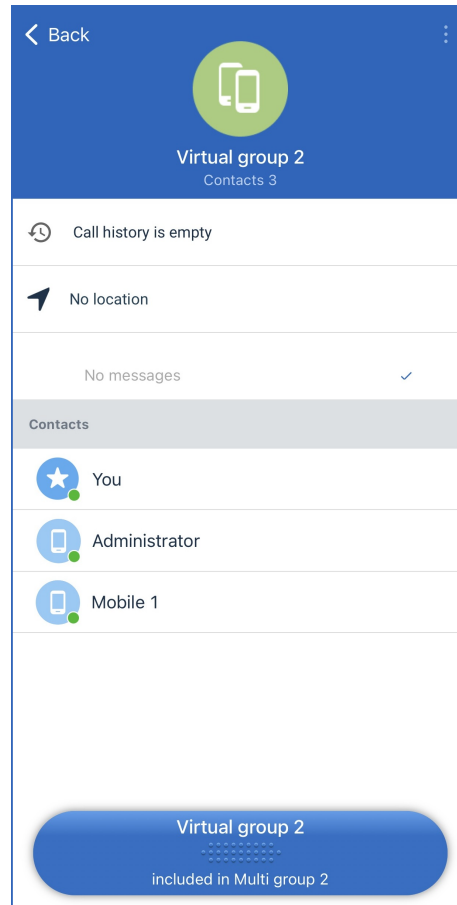 Back
Virtual group 2
Contacts 3
Call history is empty
No location
No messages
Contacts
You
Administrator
Mobile 1
Virtual group 2
included in Multi group 2